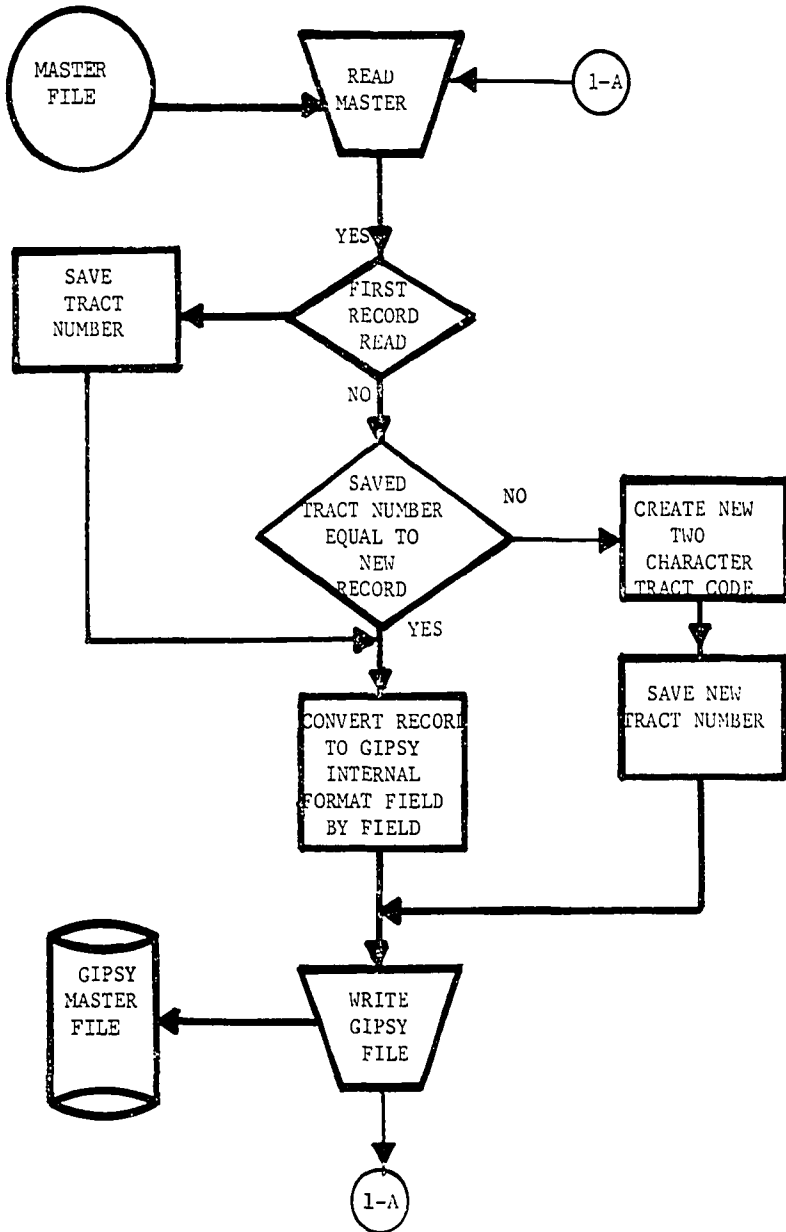 MASTER
FILE
READ
MASTER
1-A
YES
SAVE
TRACT
NUMBER
FIRST
RECORD
READ
NO
SAVED
TRACT NUMBER
EQUAL TO
NEW
RECORD
NO
CREATE NEW
TWO
CHARACTER
TRACT CODE
YES
SAVE NEW
TRACT NUMBER
CONVERT RECORD
TO GIPSY
INTERNAL
FORMAT FIELD
BY FIELD
GIPSY
MASTER
FILE
WRITE
GIPSY
FILE
1-A